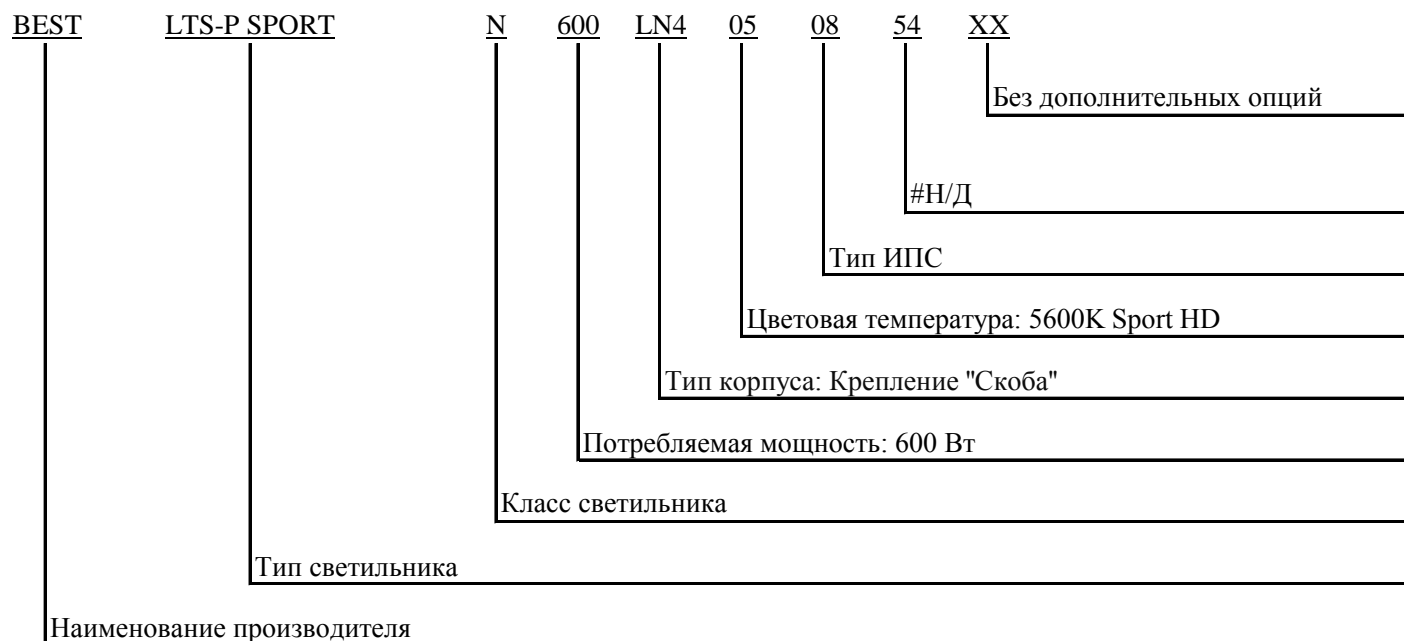 BEST LTS-P SPORT N 600 LN4 05 08 54 XX
Без дополнительных опций
#Н/Д
Тип ИПС
Цветовая температура: 5600K Sport HD
Тип корпуса: Крепление "Скоба"
Потребляемая мощность: 600 Вт
Класс светильника
Тип светильника
Наименование производителя